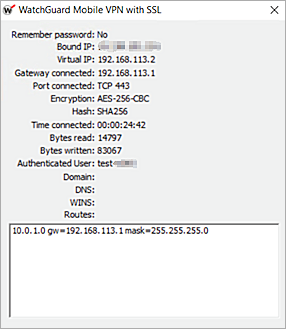 WatchGuard Mobile VPN with SSL
Remember password: No
Bound IP:
Virtual IP: 192.168.113.2
Gateway connected: 192.168.113.1
Port connected: TCP 443
Encryption: AES-256-CBC
Hash: SHA256
Time connected: 00:00:24:42
Bytes read: 14797
Bytes written: 83067
Authenticated User: test
Domain:
DNS:
WINS:
Routes:
10.0.1.0 gw=192.168.113.1 mask=255.255.255.0